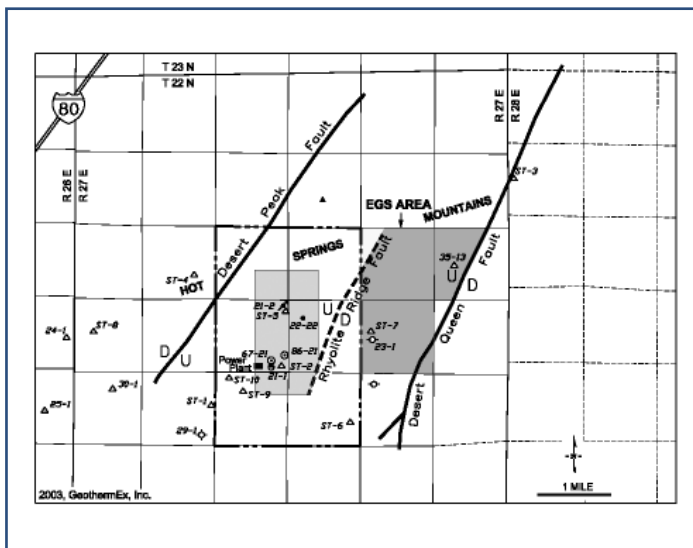 T 23 N
T 22 N
80
R 26 E
R 27 E
R 27 E
R 28 E
Desert Peak Fault
ST-3
EGS AREA
MOUNTAINS
SPRINGS
HOT
ST-4
35-13
U
D
Rhyolite Ridge Fault
Desert Queen Fault
21-2
ST-5
22-22
U
D
ST-7
23-1
24-1
ST-8
D
U
67-21
86-21
Power
Plant
21-1
ST-2
ST-10
ST-9
30-1
25-1
ST-1
29-1
ST-6
2003, GeothermEx, Inc.
1 MILE